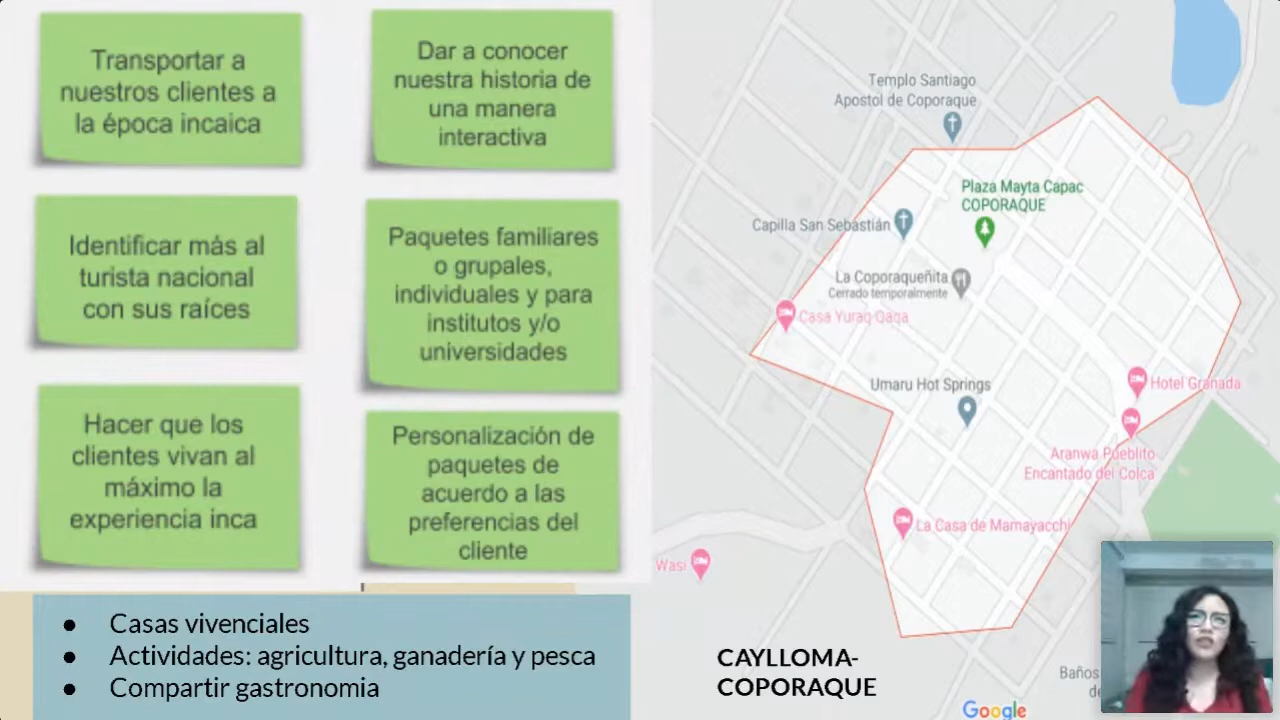 Transportar a
nuestros clientes a
la época incaica
Dar a conocer
nuestra historia de
una manera
interactiva
Identificar más al
turista nacional
con sus raíces
Paquetes familiares
o grupales,
individuales y para
institutos y/o
universidades
Hacer que los
clientes vivan al
máximo la
experiencia inca
Personalización de
paquetes de
acuerdo a las
preferencias del
cliente
• Casas vivenciales
• Actividades: agricultura, ganadería y pesca
• Compartir gastronomia
Templo Santiago
Apostol de Coporaque
Plaza Mayta Capac
COPORAQUE
Capilla San Sebastián
La Coporaqueñita
Cerrado temporalmente
Casa Yuraq Qaqa
Umaru Hot Springs
Hotel Granada
Aranwa Pueblito
Encantado del Colca
La Casa de Mamayacchi
Wasi
CAYLLOMA-
COPORAQUE
Baños
de
Google